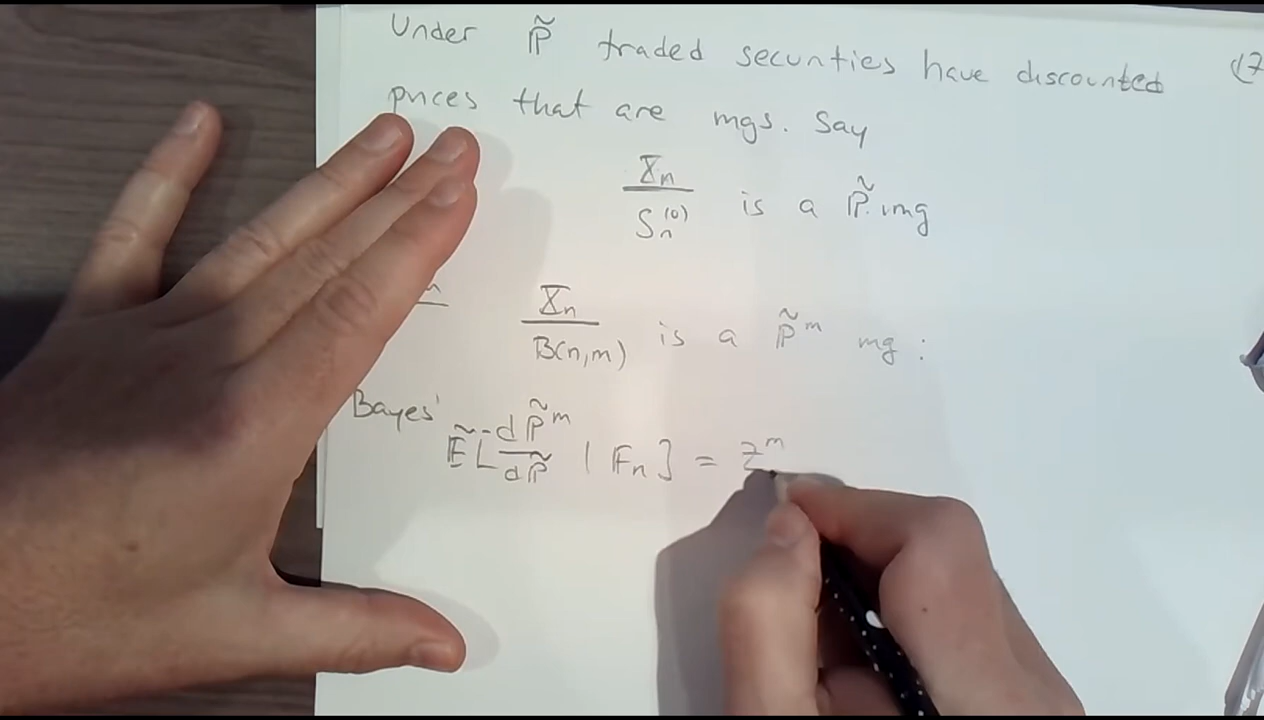 Under P̃ traded securities have discounted (7
prices that are mgs. Say
X_n / S_n^(0) is a P̃ mg
X_n / B(n,m) is a P̃^m mg :
Bayes'
Ẽ[ dP̃^m / dP̃ | F_n ] = Z^m